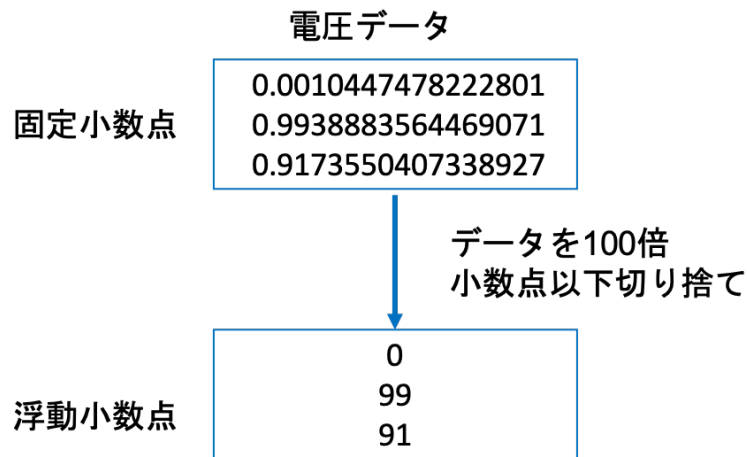 電圧データ
固定小数点
0.0010447478222801
0.9938883564469071
0.9173550407338927
データを100倍
小数点以下切り捨て
浮動小数点
0
99
91